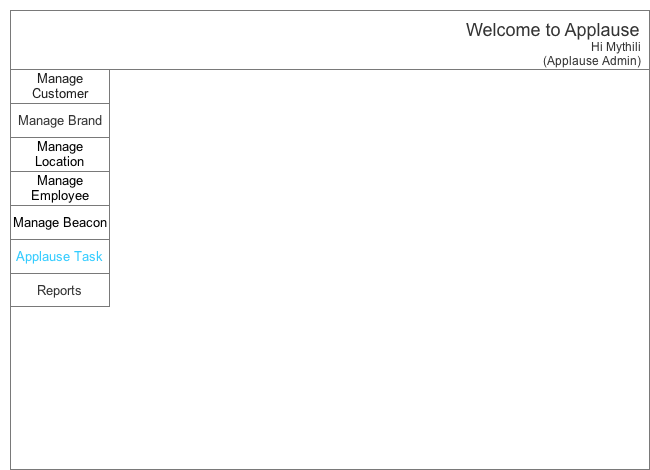 Welcome to Applause
Hi Mythili
(Applause Admin)
Manage
Customer
Manage Brand
Manage
Location
Manage
Employee
Manage Beacon
Applause Task
Reports